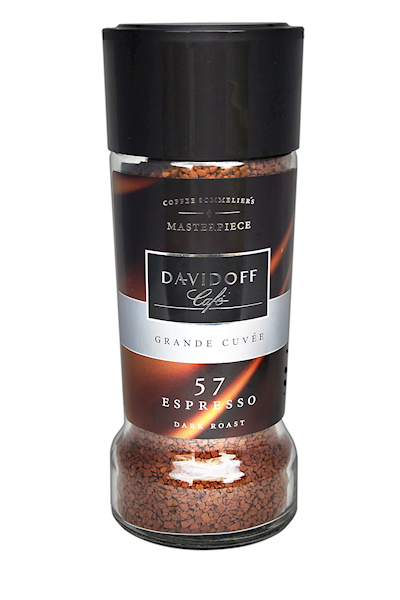 COFFEE SOMMELIER'S
MASTERPIECE
DAVIDOFF
Café
GRANDE CUVÉE
57
ESPRESSO
DARK ROAST